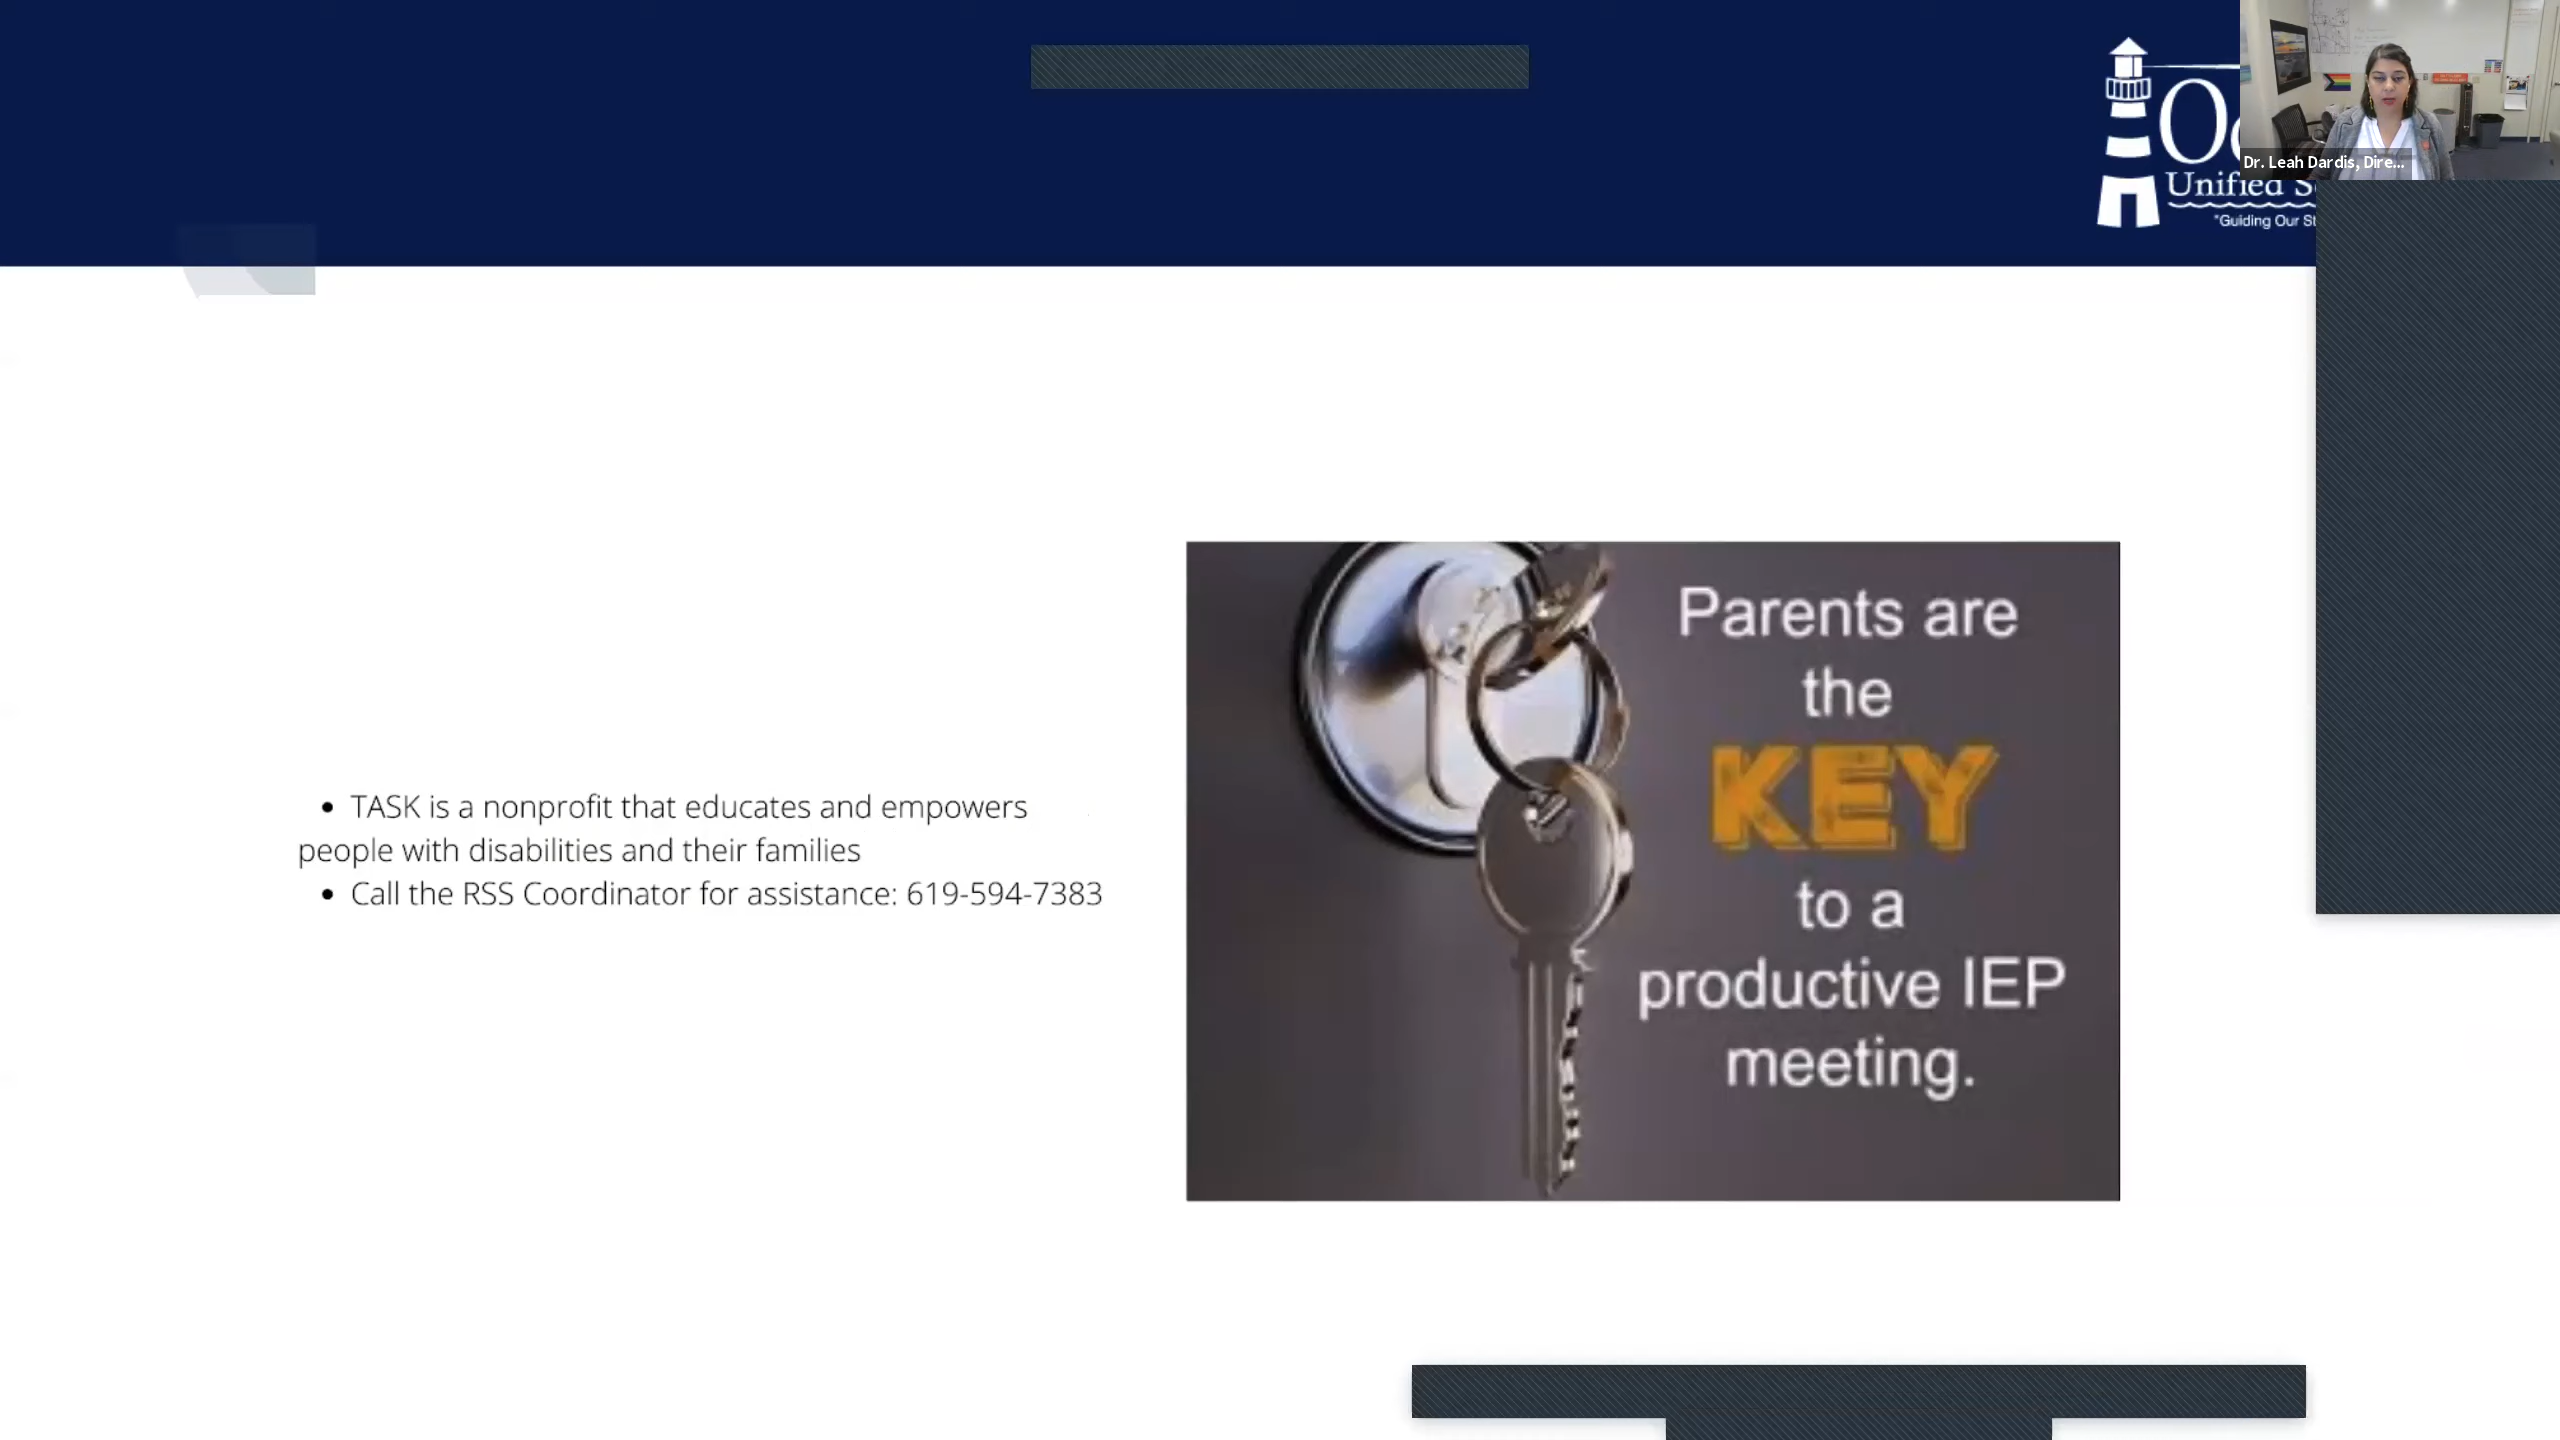 Unified
"Guiding Our
Dr. Leah Dardis, Dire...
TASK is a nonprofit that educates and empowers
people with disabilities and their families
Call the RSS Coordinator for assistance: 619-594-7383
Parents are
the
KEY
to a
productive IEP
meeting.